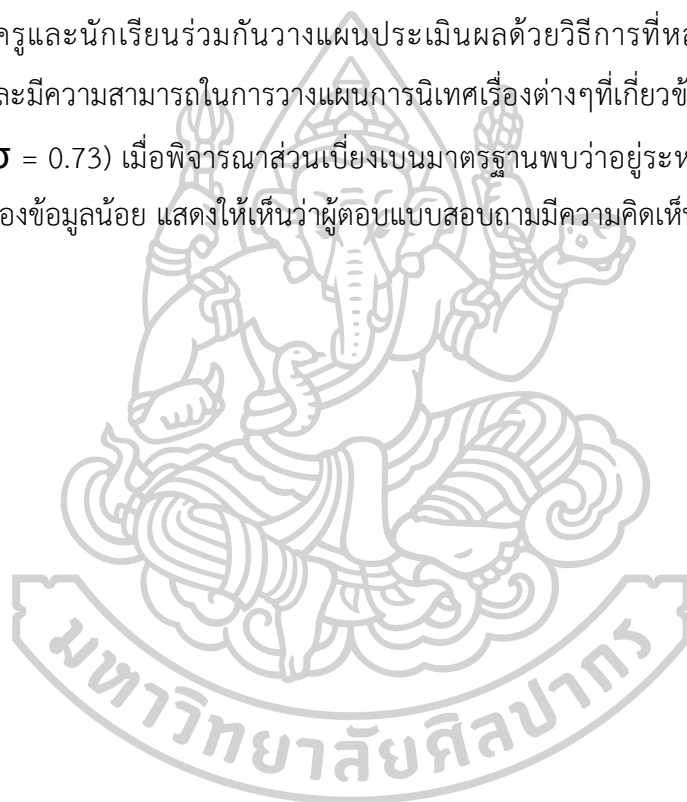 ครูและนักเรียนร่วมกันวางแผนประเมินผลด้วยวิธีการที่หล
ละมีความสามารถในการวางแผนการนิเทศเรื่องต่างๆที่เกี่ยวข้
σ = 0.73) เมื่อพิจารณาส่วนเบี่ยงเบนมาตรฐานพบว่าอยู่ระห
องข้อมูลน้อย แสดงให้เห็นว่าผู้ตอบแบบสอบถามมีความคิดเห็น
มหาวิทยาลัยศิลปากร